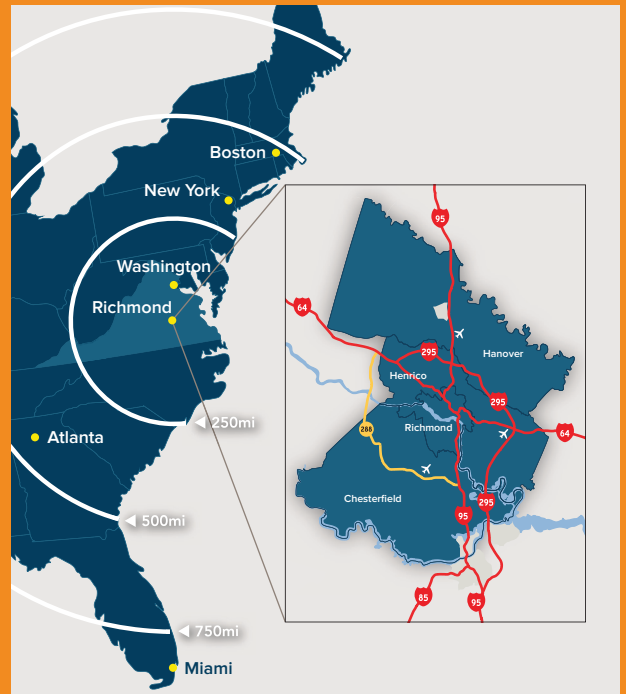 Boston
New York
Washington
Richmond
250mi
Atlanta
500mi
750mi
Miami
95
64
295
Hanover
Henrico
295
Richmond
288
64
Chesterfield
295
95
85
95